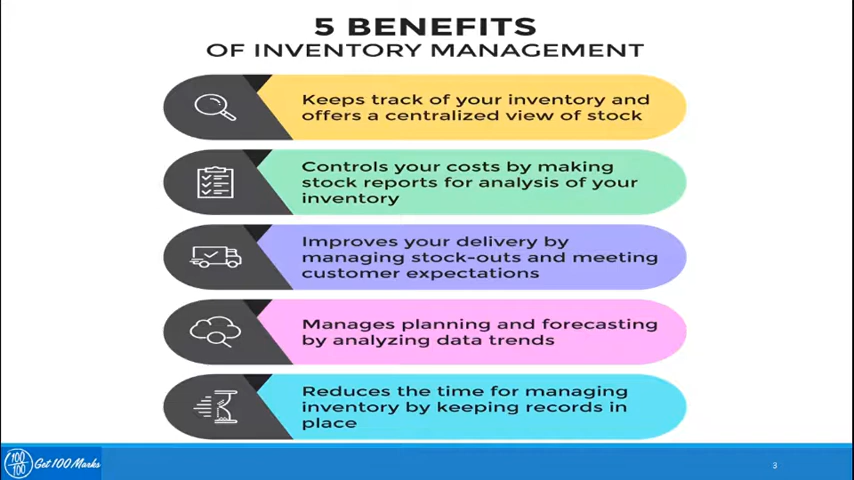 5 BENEFITS
OF INVENTORY MANAGEMENT
Keeps track of your inventory and
offers a centralized view of stock
Controls your costs by making
stock reports for analysis of your
inventory
Improves your delivery by
managing stock-outs and meeting
customer expectations
Manages planning and forecasting
by analyzing data trends
Reduces the time for managing
inventory by keeping records in
place
100
100
Get 100 Marks
3